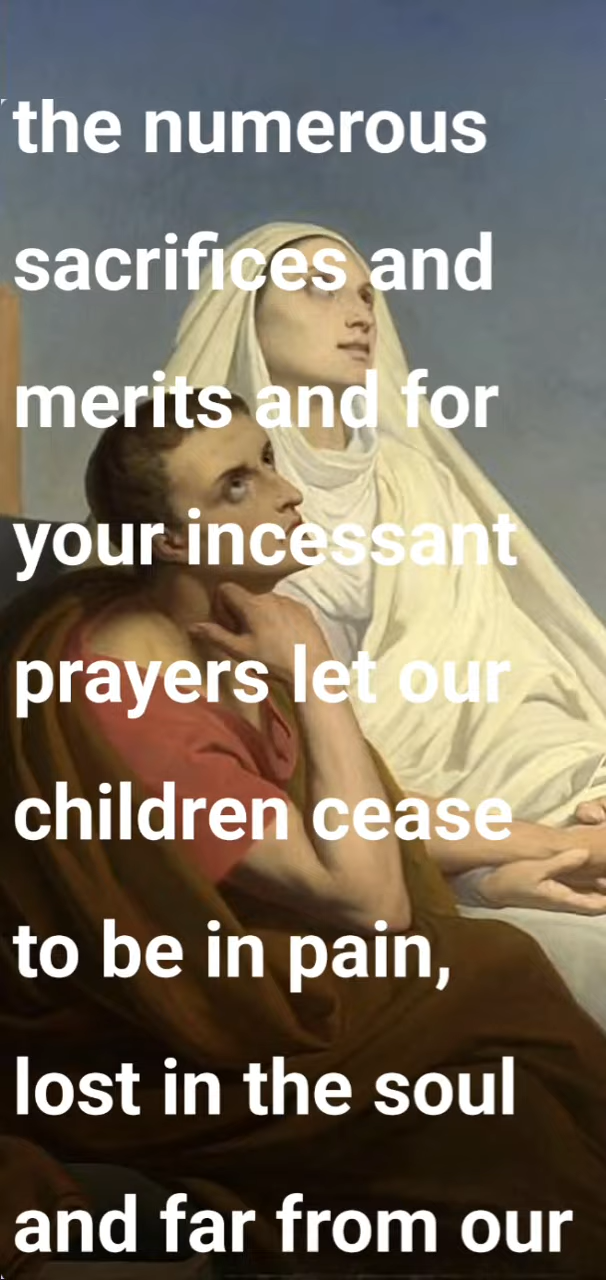 the numerous
sacrifices and
merits and for
your incessant
prayers let our
children cease
to be in pain,
lost in the soul
and far from our